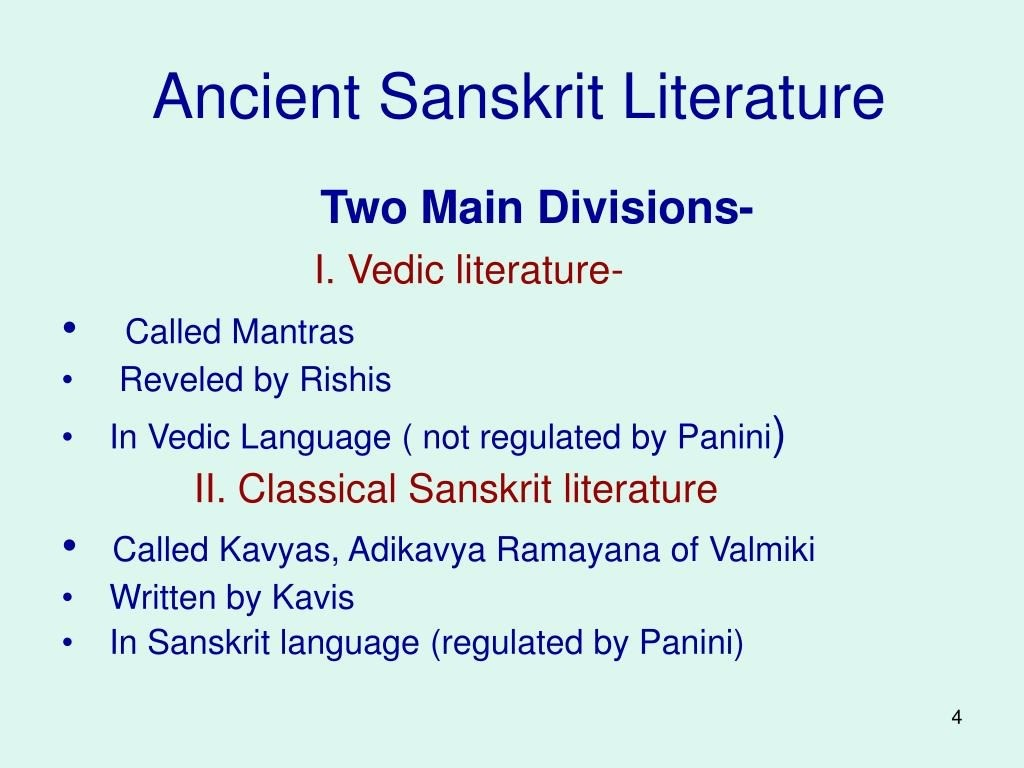 Ancient Sanskrit Literature
Two Main Divisions-
I. Vedic literature-
• Called Mantras
• Reveled by Rishis
• In Vedic Language ( not regulated by Panini)
II. Classical Sanskrit literature
• Called Kavyas, Adikavya Ramayana of Valmiki
• Written by Kavis
• In Sanskrit language (regulated by Panini)
4